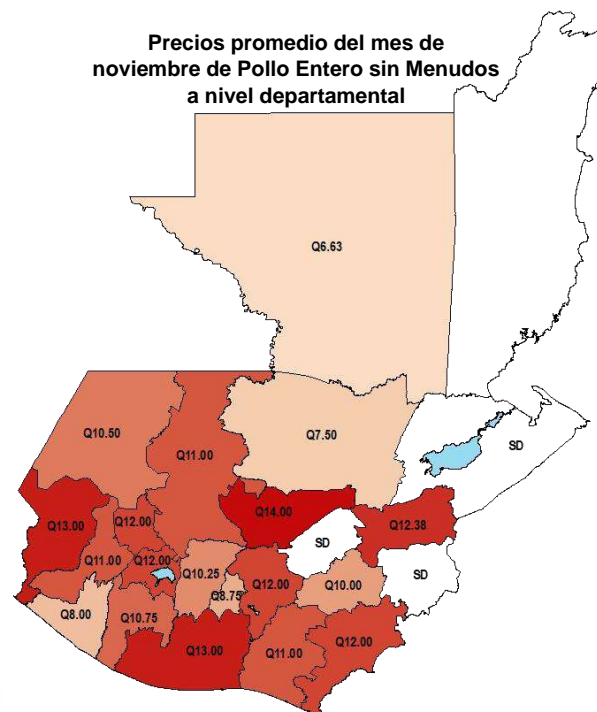 Precios promedio del mes de
noviembre de Pollo Entero sin Menudos
a nivel departamental
Q6.63
Q7.50
Q10.50
SD
Q11.00
Q14.00
Q13.00
Q12.00
Q12.38
SD
Q11.00
Q12.00
Q10.25
Q12.00
Q10.00
SD
Q8.75
Q8.00
Q10.75
Q12.00
Q13.00
Q11.00